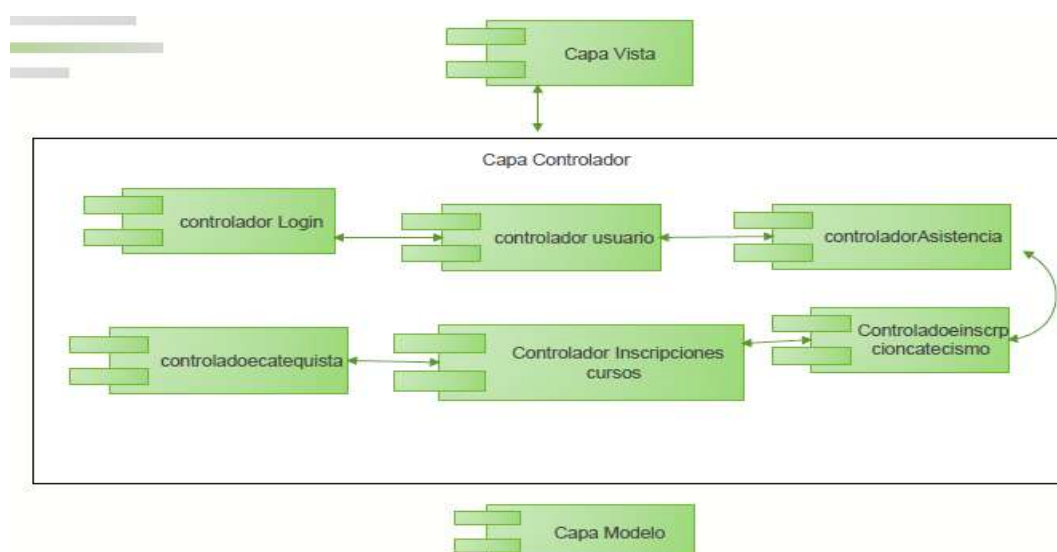 Capa Vista
Capa Controlador
controlador Login
controlador usuario
controladorAsistencia
controladoecatequista
Controlador Inscripciones
cursos
Controladoeinscrp
cioncatecismo
Capa Modelo